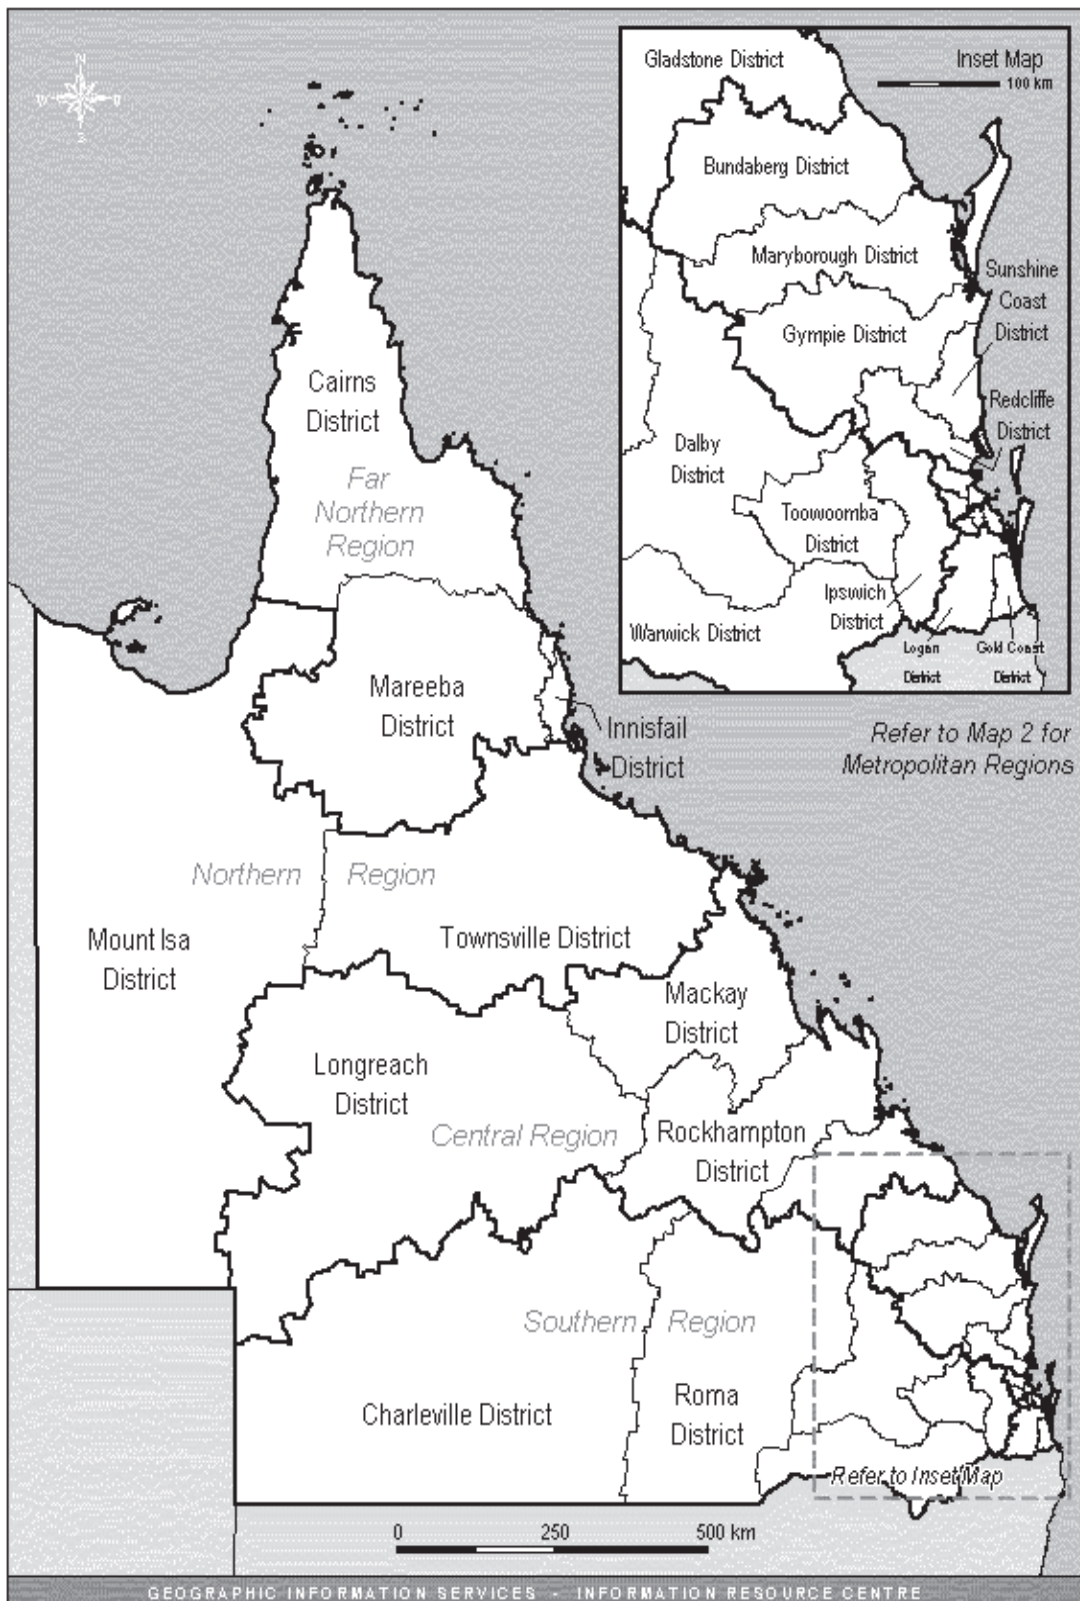 N
S
Inset Map
100 km
Gladstone District
Bundaberg District
Maryborough District
Sunshine
Coast
District
Gympie District
Redcliffe
District
Dalby
District
Toowoomba
District
Ipswich
District
Warwick District
Logan
District
Gold Coast
District
Refer to Map 2 for
Metropolitan Regions
Cairns
District
Far
Northern
Region
Mareeba
District
Innisfail
District
Northern Region
Mount Isa
District
Townsville District
Mackay
District
Longreach
District
Central Region
Rockhampton
District
Southern Region
Charleville District
Roma
District
Refer to Inset Map
0 250 500 km
GEOGRAPHIC INFORMATION SERVICES - INFORMATION RESOURCE CENTRE